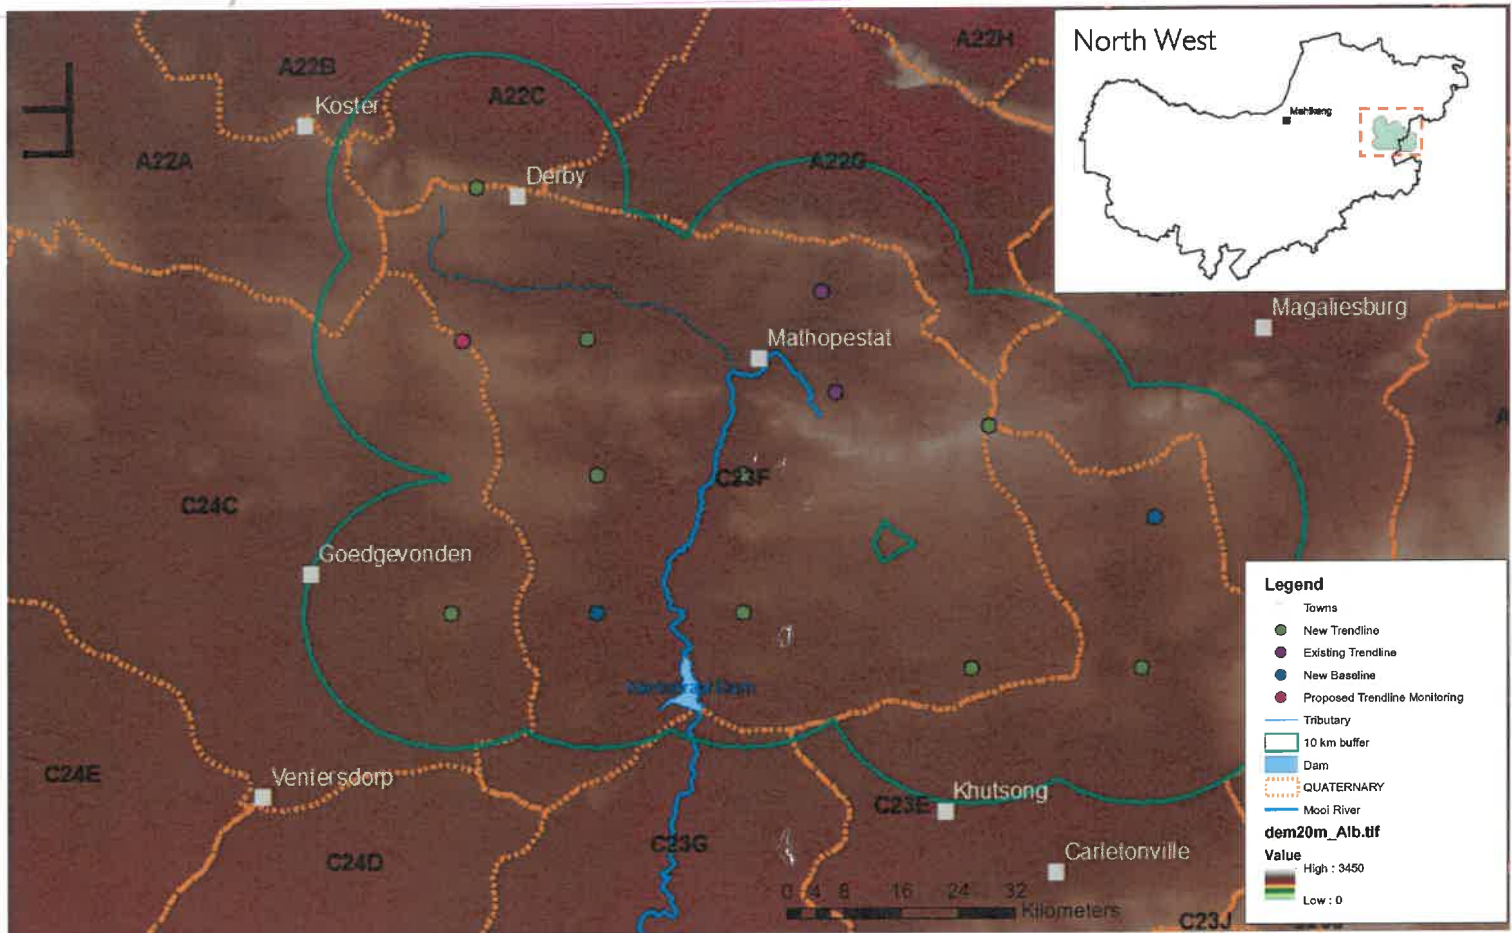 North West
Mahikeng
A22H
A22B
A22C
Koster
A22A
A22G
Derby
Magaliesburg
Mathopestat
C23F
C24C
Goedgevonden
Legend
Towns
New Trendline
Existing Trendline
New Baseline
Proposed Trendline Monitoring
Tributary
10 km buffer
Dam
QUATERNARY
Mooi River
dem20m_Alb.tif
Value
High : 3450
Low : 0
C24E
Ventersdorp
C23E
Khutsong
C24D
C23G
Carletonville
0 4 8 16 24 32
Kilometers
C23J